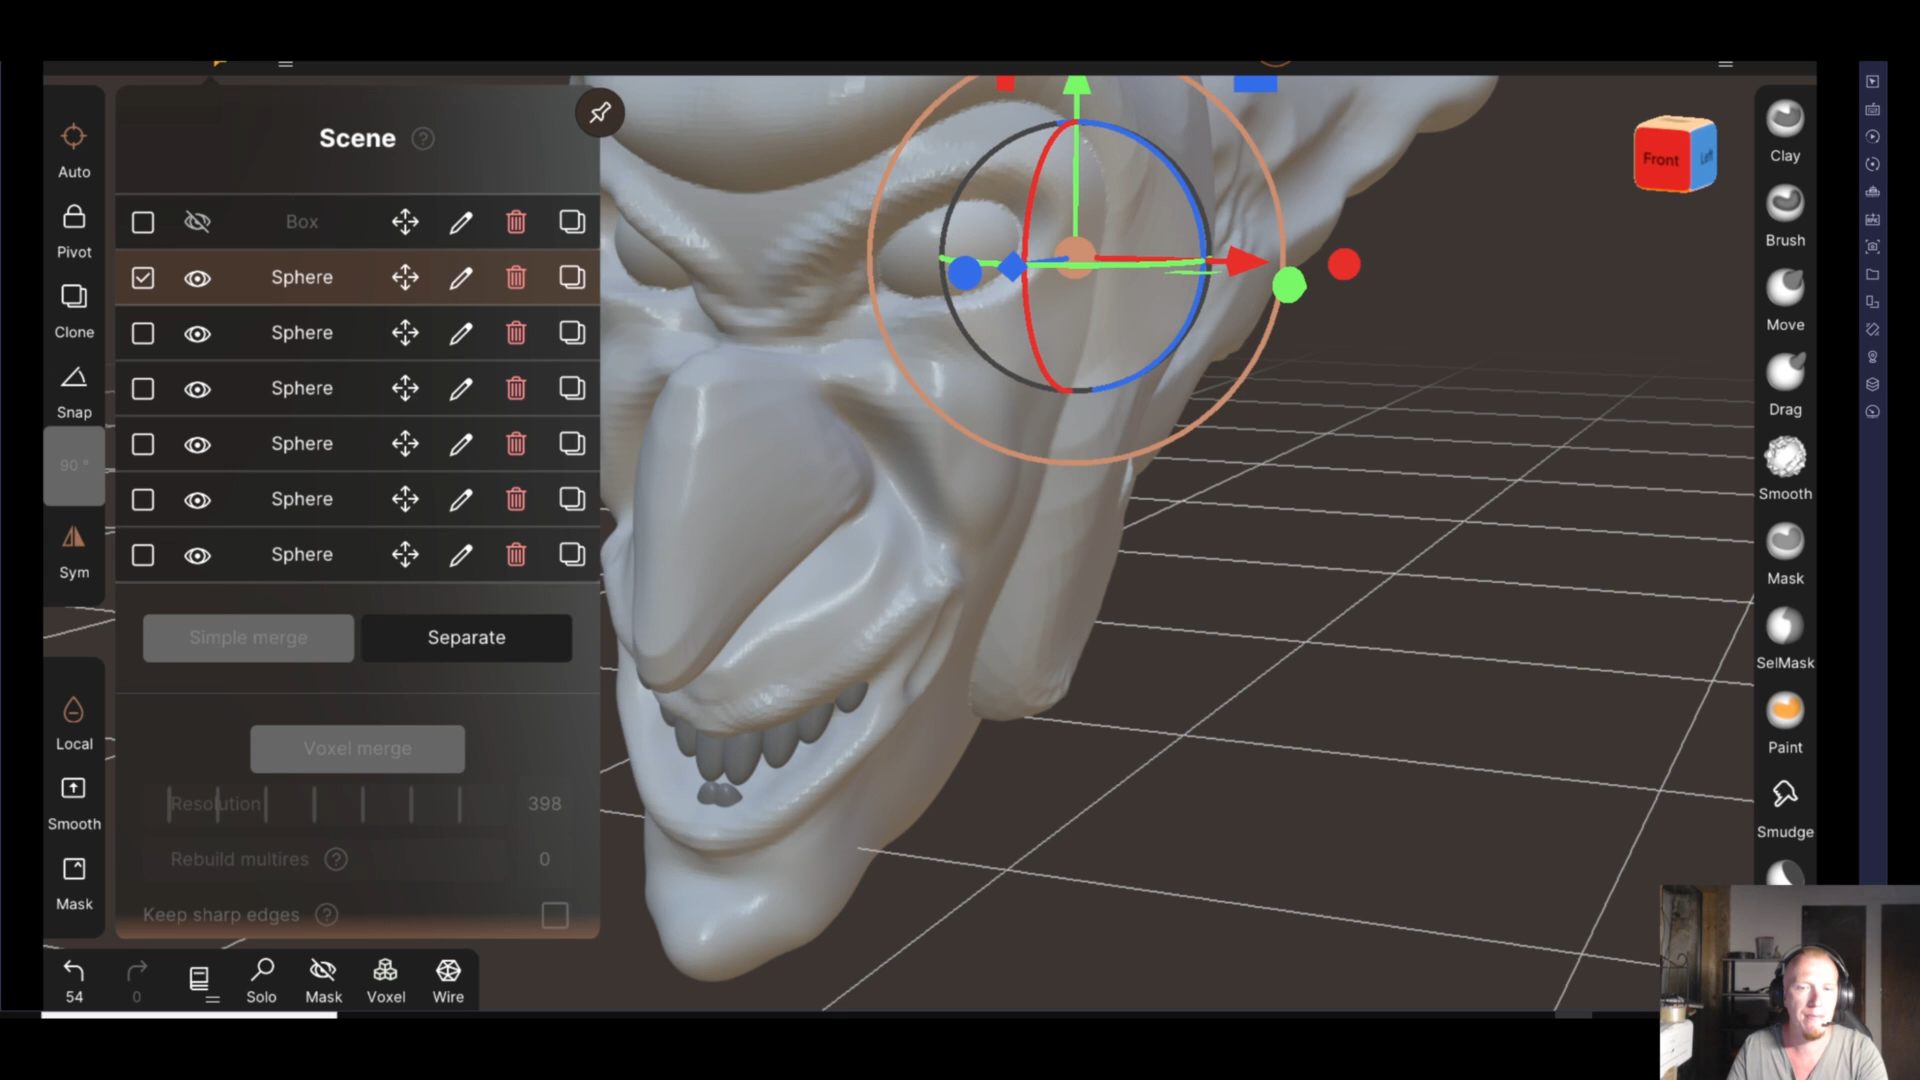 Scene
Auto
Pivot
Clone
Snap
90 °
Sym
Local
Smooth
Mask
Box
Sphere
Sphere
Sphere
Sphere
Sphere
Sphere
Simple merge
Separate
Voxel merge
Resolution
398
Rebuild multires
0
Keep sharp edges
54
0
Solo
Mask
Voxel
Wire
Front
Left
Clay
Brush
Move
Drag
Smooth
Mask
SelMask
Paint
Smudge